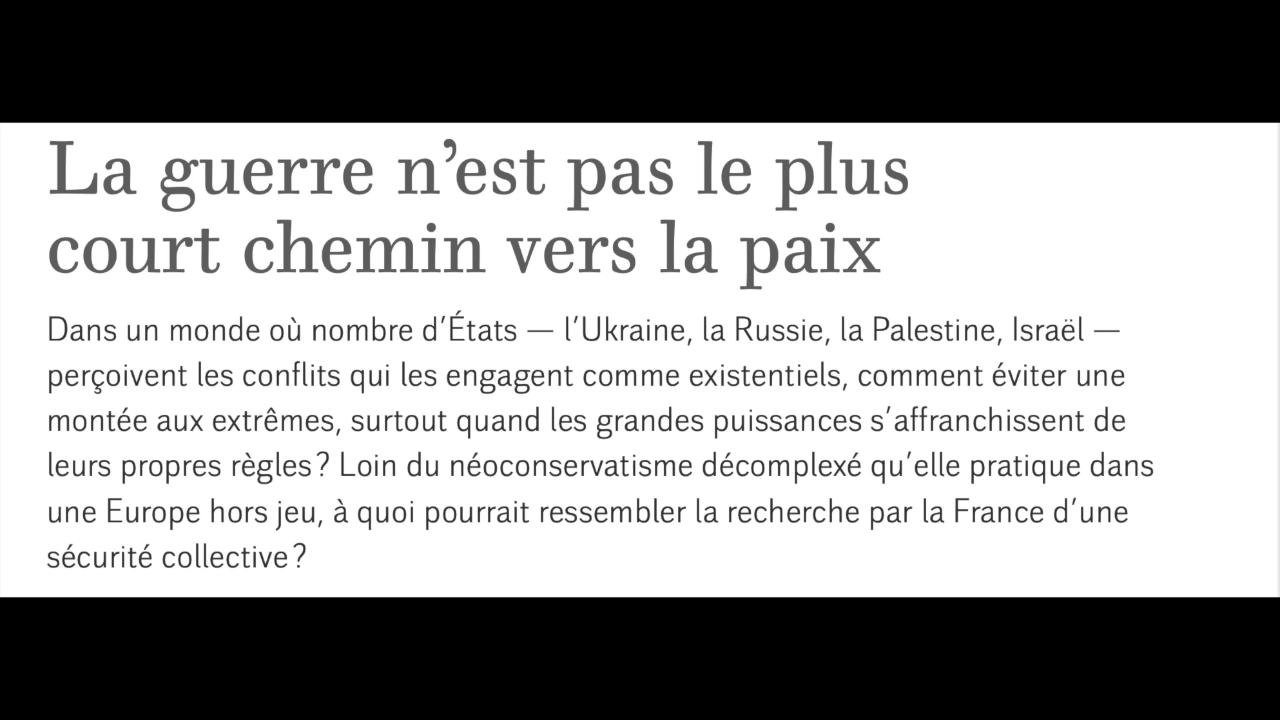 La guerre n’est pas le plus
court chemin vers la paix
Dans un monde où nombre d’États — l’Ukraine, la Russie, la Palestine, Israël —
perçoivent les conflits qui les engagent comme existentiels, comment éviter une
montée aux extrêmes, surtout quand les grandes puissances s’affranchissent de
leurs propres règles ? Loin du néoconservatisme décomplexé qu’elle pratique dans
une Europe hors jeu, à quoi pourrait ressembler la recherche par la France d’une
sécurité collective ?